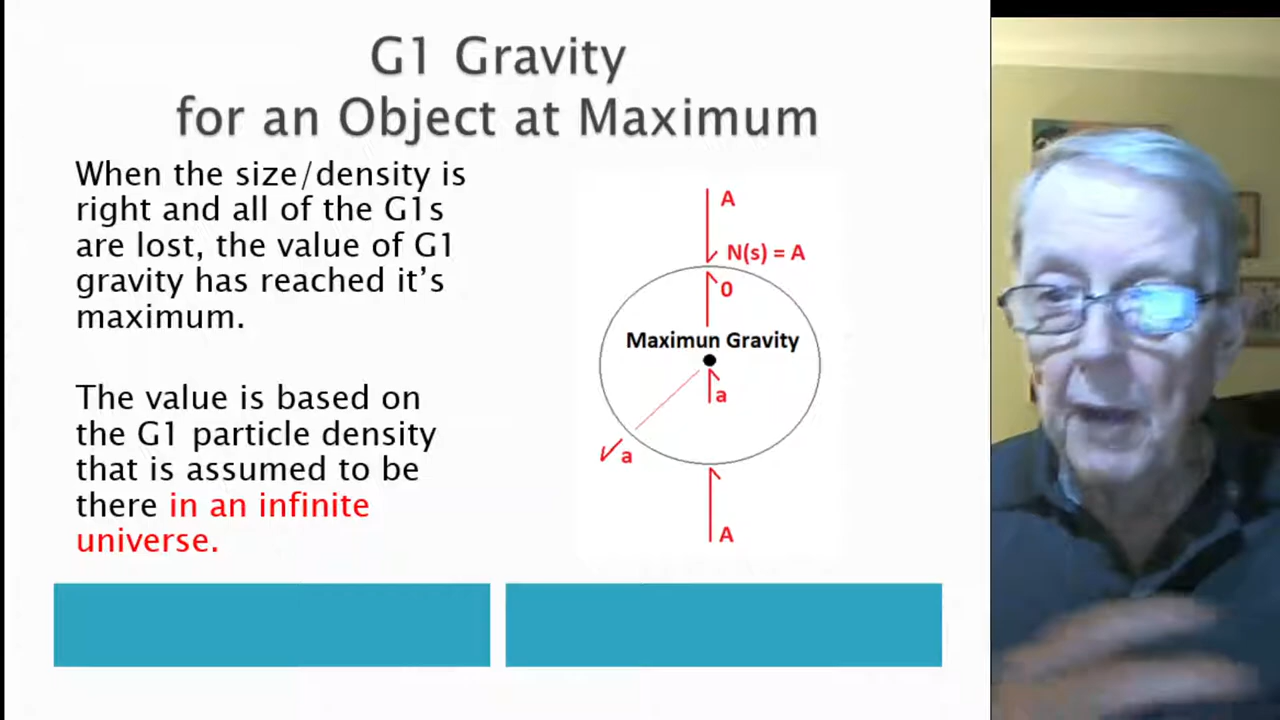 G1 Gravity
for an Object at Maximum
When the size/density is
right and all of the G1s
are lost, the value of G1
gravity has reached it’s
maximum.
The value is based on
the G1 particle density
that is assumed to be
there in an infinite
universe.
A
N(s) = A
0
Maximun Gravity
a
a
A